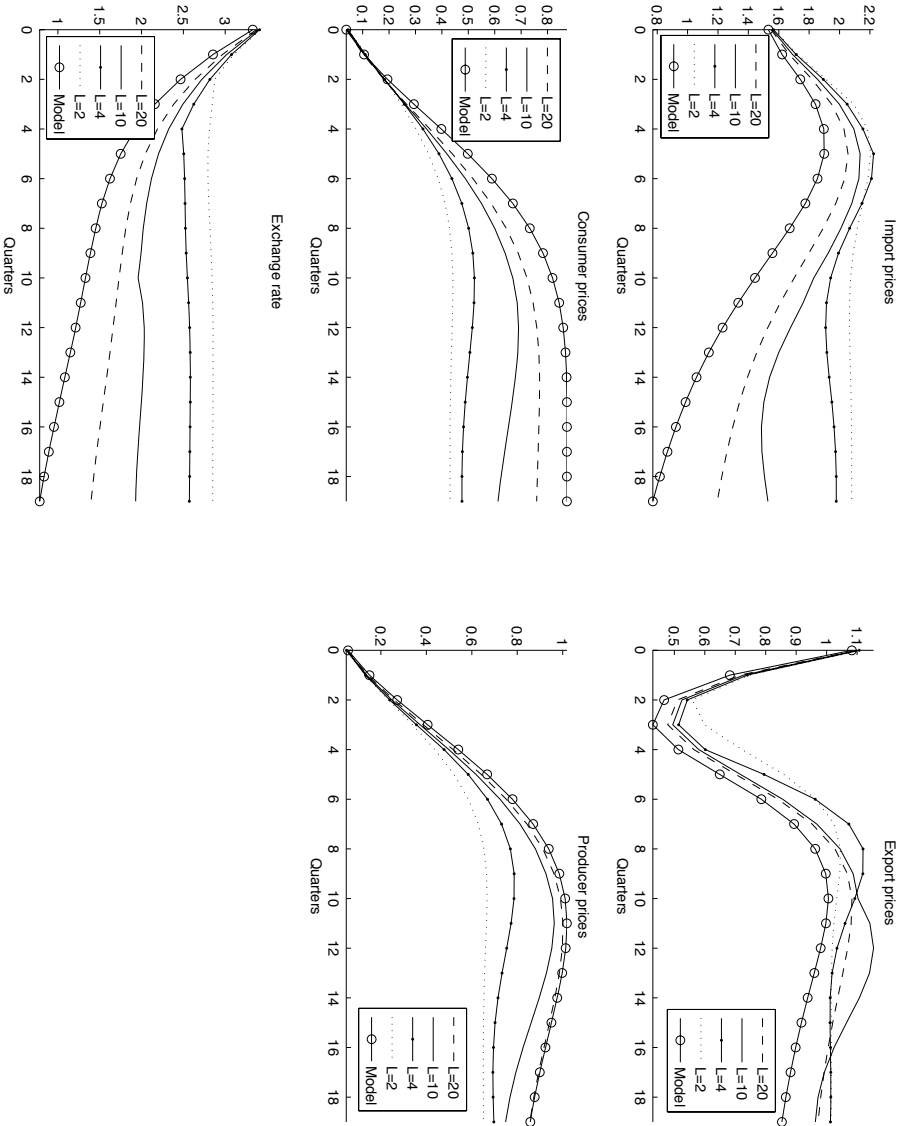 Import prices
2.2
2
1.8
1.6
1.4
1.2
1
0.8
0 2 4 6 8 10 12 14 16 18
Quarters
L=20
L=10
L=4
L=2
Model
Export prices
1.1
1
0.9
0.8
0.7
0.6
0.5
0 2 4 6 8 10 12 14 16 18
Quarters
L=20
L=10
L=4
L=2
Model
Consumer prices
0.8
0.7
0.6
0.5
0.4
0.3
0.2
0.1
0 2 4 6 8 10 12 14 16 18
Quarters
L=20
L=10
L=4
L=2
Model
Producer prices
1
0.8
0.6
0.4
0.2
0 2 4 6 8 10 12 14 16 18
Quarters
L=20
L=10
L=4
L=2
Model
Exchange rate
3
2.5
2
1.5
1
0 2 4 6 8 10 12 14 16 18
Quarters
L=20
L=10
L=4
L=2
Model